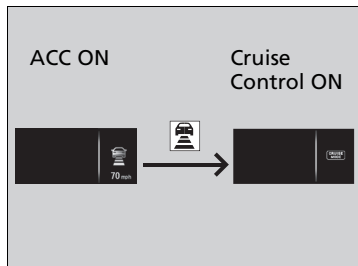 ACC ON
Cruise
Control ON
70 mph
CRUISE
MODE